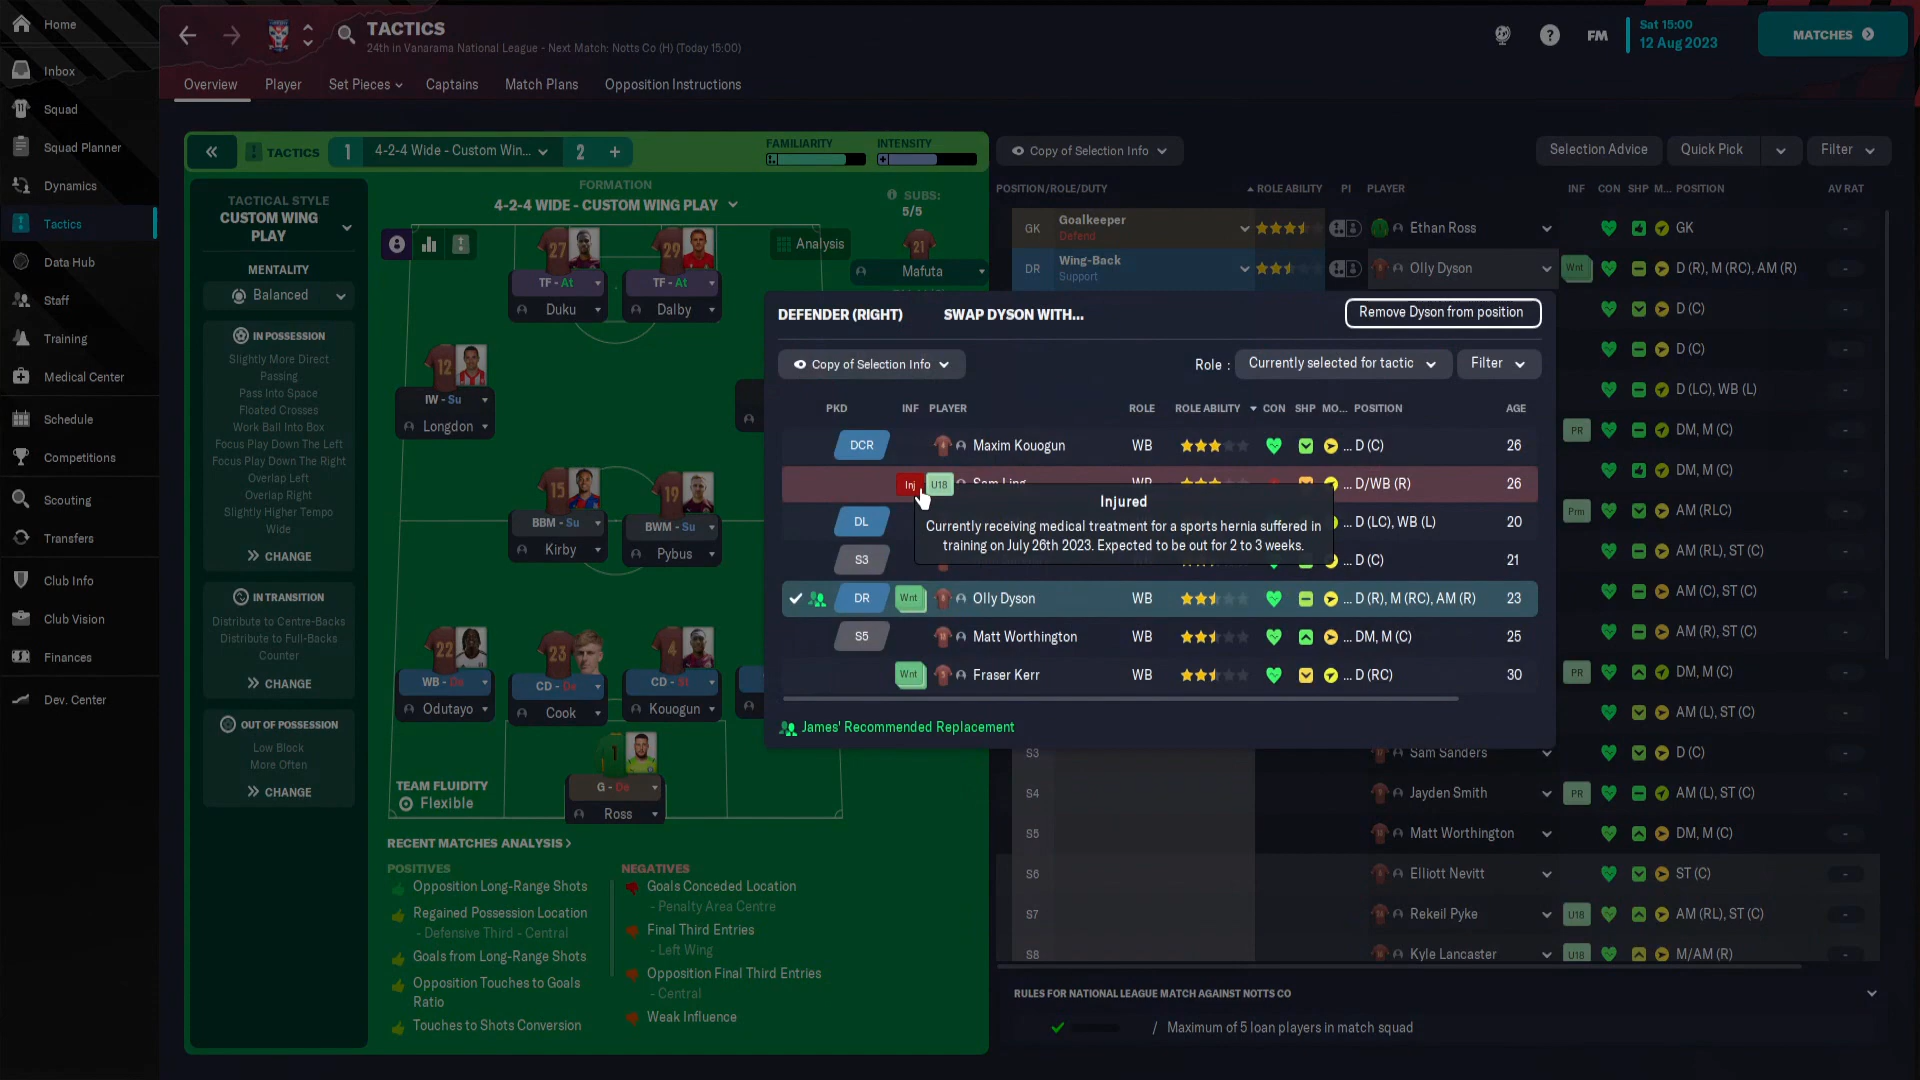 Home
Inbox
Squad
Squad Planner
Dynamics
Tactics
Data Hub
Staff
Training
Medical Center
Schedule
Competitions
Scouting
Transfers
Club Info
Club Vision
Finances
Dev. Center
TACTICS
24th in Vanarama National League - Next Match: Notts Co (H) (Today 15:00)
FM
Sat 15:00
12 Aug 2023
MATCHES
Overview
Player
Set Pieces
Captains
Match Plans
Opposition Instructions
TACTICS
1
4-2-4 Wide - Custom Win...
2
FAMILIARITY
INTENSITY
TACTICAL STYLE
CUSTOM WING
PLAY
MENTALITY
Balanced
IN POSSESSION
Slightly More Direct
Passing
Pass Into Space
Floated Crosses
Work Ball Into Box
Focus Play Down The Left
Focus Play Down The Right
Overlap Left
Overlap Right
Slightly Higher Tempo
Wide
CHANGE
IN TRANSITION
Distribute to Centre-Backs
Distribute to Full-Backs
Counter
CHANGE
OUT OF POSSESSION
Low Block
More Often
CHANGE
FORMATION
4-2-4 WIDE - CUSTOM WING PLAY
SUBS:
5/5
Analysis
21
Mafuta
27
TF - At
Duku
29
TF - At
Dalby
12
IW - Su
Longdon
15
BBM - Su
Kirby
19
BWM - Su
Pybus
22
WB - De
Odutayo
23
CD - De
Cook
4
CD - St
Kouogun
1
G - De
Ross
TEAM FLUIDITY
Flexible
RECENT MATCHES ANALYSIS
POSITIVES
Opposition Long-Range Shots
Regained Possession Location
- Defensive Third - Central
Goals from Long-Range Shots
Opposition Touches to Goals
Ratio
Touches to Shots Conversion
NEGATIVES
Goals Conceded Location
- Penalty Area Centre
Final Third Entries
- Left Wing
Opposition Final Third Entries
- Central
Weak Influence
Copy of Selection Info
Selection Advice
Quick Pick
Filter
POSITION/ROLE/DUTY
ROLE ABILITY
PI
PLAYER
INF
CON
SHP
M...
POSITION
AV RAT
GK
Goalkeeper
Defend
Ethan Ross
GK
-
DR
Wing-Back
Support
Olly Dyson
Wnt
D (R), M (RC), AM (R)
-
D (C)
-
D (C)
-
D (LC), WB (L)
-
PR
DM, M (C)
-
DM, M (C)
-
Prm
AM (RLC)
-
AM (RL), ST (C)
-
AM (C), ST (C)
-
AM (R), ST (C)
-
PR
DM, M (C)
-
AM (L), ST (C)
-
S3
Sam Sanders
D (C)
-
S4
Jayden Smith
PR
AM (L), ST (C)
-
S5
Matt Worthington
DM, M (C)
-
S6
Elliott Nevitt
ST (C)
-
S7
Rekeil Pyke
U18
AM (RL), ST (C)
-
S8
Kyle Lancaster
U18
M/AM (R)
-
RULES FOR NATIONAL LEAGUE MATCH AGAINST NOTTS CO
/ Maximum of 5 loan players in match squad
DEFENDER (RIGHT)
SWAP DYSON WITH...
Remove Dyson from position
Copy of Selection Info
Role :
Currently selected for tactic
Filter
PKD
INF
PLAYER
ROLE
ROLE ABILITY
CON
SHP
MO...
POSITION
AGE
DCR
Maxim Kouogun
WB
... D (C)
26
Inj
U18
Sam Ling
WB
... D/WB (R)
26
Injured
Currently receiving medical treatment for a sports hernia suffered in
training on July 26th 2023. Expected to be out for 2 to 3 weeks.
DL
D (LC), WB (L)
20
S3
... D (C)
21
DR
Wnt
Olly Dyson
WB
... D (R), M (RC), AM (R)
23
S5
Matt Worthington
WB
... DM, M (C)
25
Wnt
Fraser Kerr
WB
... D (RC)
30
James' Recommended Replacement